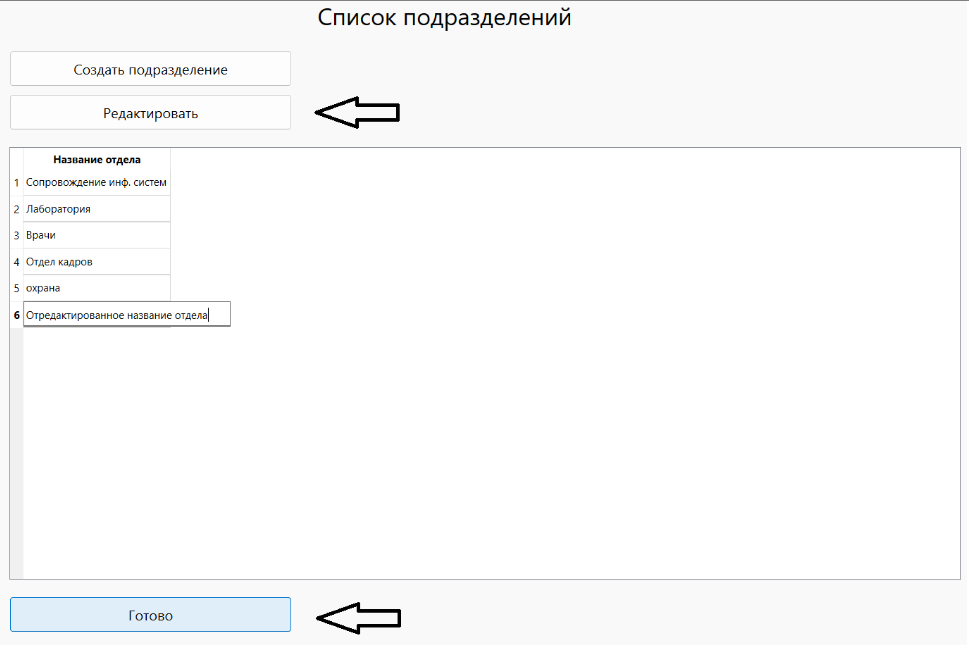 Список подразделений
Создать подразделение
Редактировать
Название отдела
1 Сопровождение инф. систем
2 Лаборатория
3 Врачи
4 Отдел кадров
5 охрана
6 Отредактированное название отдела
Готово